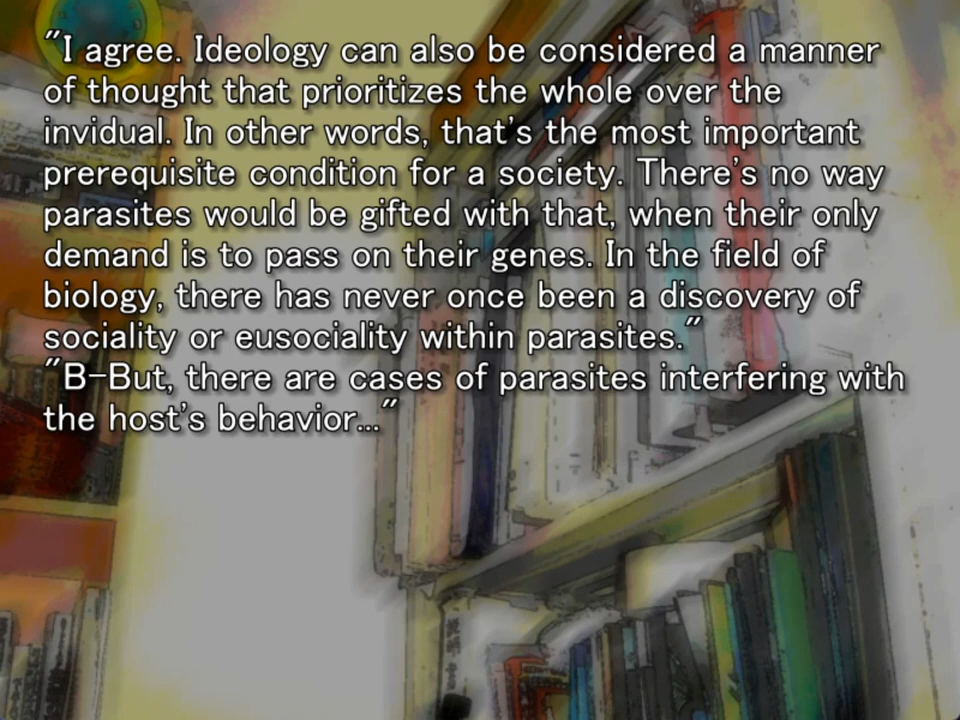 "I agree. Ideology can also be considered a manner
of thought that prioritizes the whole over the
invidual. In other words, that's the most important
prerequisite condition for a society. There's no way
parasites would be gifted with that, when their only
demand is to pass on their genes. In the field of
biology, there has never once been a discovery of
sociality or eusociality within parasites."
"B-But, there are cases of parasites interfering with
the host's behavior..."